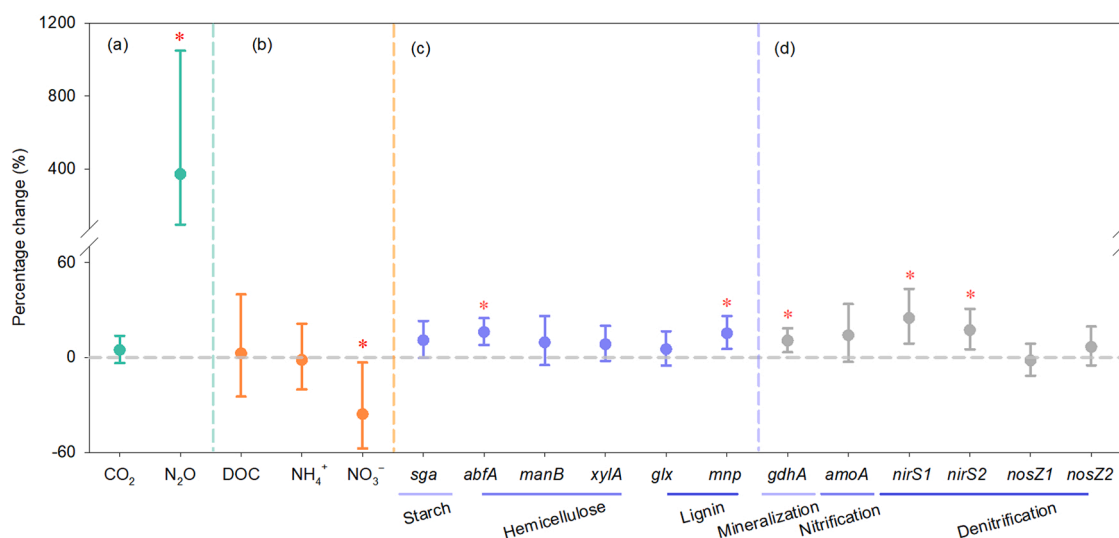 1200
(a)
*
(b)
(c)
(d)
800
400
Percentage change (%)
60
* * * * *
*
0
-60
CO₂ N₂O DOC NH₄⁺ NO₃⁻ sga abfA manB xylA glx mnp gdhA amoA nirS1 nirS2 nosZ1 nosZ2
Starch Hemicellulose Lignin Mineralization Nitrification Denitrification